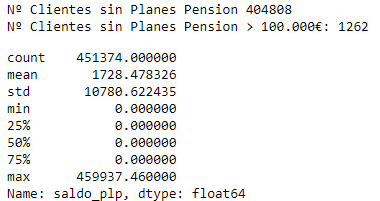 Nº Clientes sin Planes Pension 404808
Nº Clientes sin Planes Pension > 100.000€: 1262
count 451374.000000
mean 1728.478326
std 10780.622435
min 0.000000
25% 0.000000
50% 0.000000
75% 0.000000
max 459937.460000
Name: saldo_plp, dtype: float64